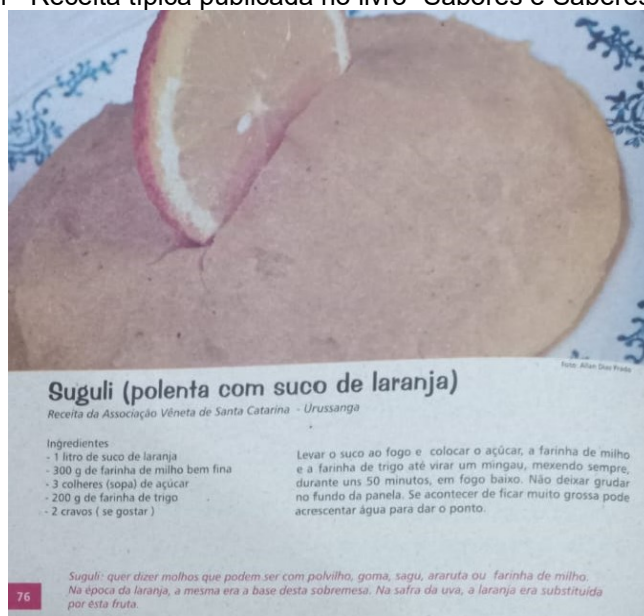 Receita típica publicada no livro "Sabores e Saberes
Foto: Allan Dias Prado
Suguli (polenta com suco de laranja)
Receita da Associação Vêneta de Santa Catarina - Urussanga
Ingredientes
- 1 litro de suco de laranja
- 300 g de farinha de milho bem fina
- 3 colheres (sopa) de açúcar
- 200 g de farinha de trigo
- 2 cravos ( se gostar )
Levar o suco ao fogo e colocar o açúcar, a farinha de milho
e a farinha de trigo até virar um mingau, mexendo sempre,
durante uns 50 minutos, em fogo baixo. Não deixar grudar
no fundo da panela. Se acontecer de ficar muito grossa pode
acrescentar água para dar o ponto.
Suguli: quer dizer molhos que podem ser com polvilho, goma, sagu, araruta ou farinha de milho.
Na época da laranja, a mesma era a base desta sobremesa. Na safra da uva, a laranja era substituída
por esta fruta.
76